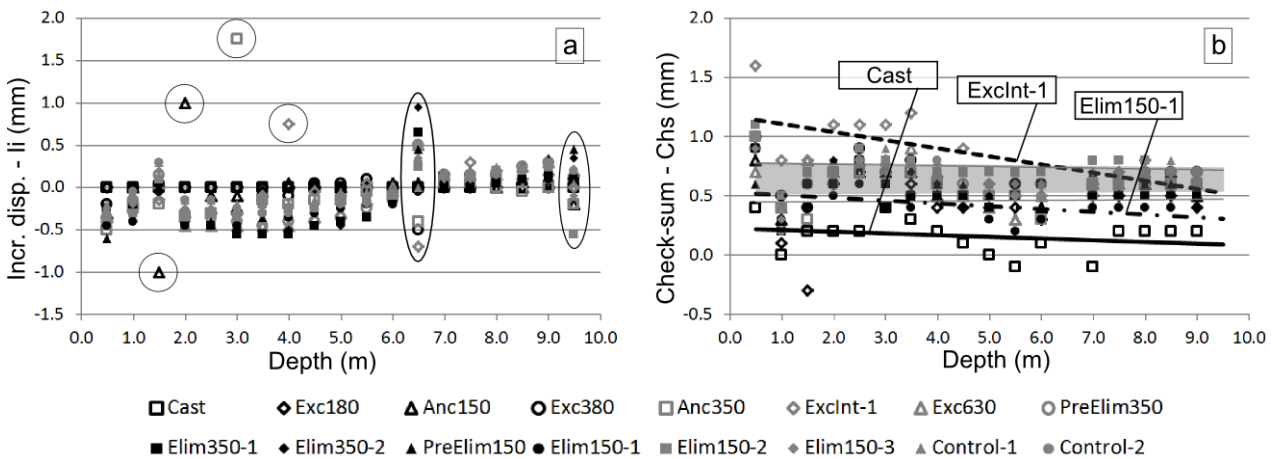 2.0
1.5
1.0
0.5
0.0
-0.5
-1.0
-1.5
Incr. disp. - Ii (mm)
a
0.0 1.0 2.0 3.0 4.0 5.0 6.0 7.0 8.0 9.0 10.0
Depth (m)
2.0
1.5
1.0
0.5
0.0
-0.5
Check-sum - Chs (mm)
b
Cast
ExcInt-1
Elim150-1
0.0 1.0 2.0 3.0 4.0 5.0 6.0 7.0 8.0 9.0 10.0
Depth (m)
Cast Exc180 Anc150 Exc380 Anc350 ExcInt-1 Exc630 PreElim350
Elim350-1 Elim350-2 PreElim150 Elim150-1 Elim150-2 Elim150-3 Control-1 Control-2